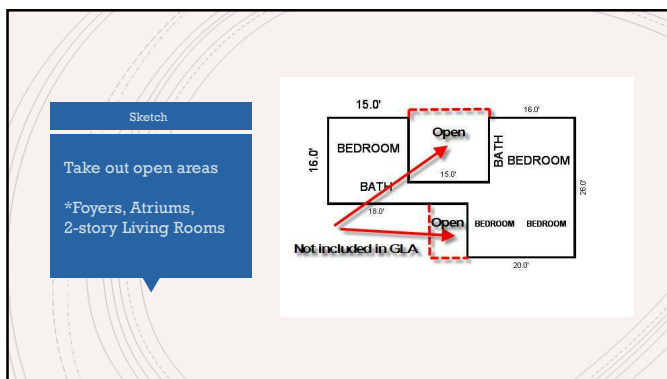 Sketch
Take out open areas
*Foyers, Atriums,
2-story Living Rooms
15.0'
16.0'
Open
16.0'
BEDROOM
BATH
BEDROOM
15.0'
BATH
26.0'
18.0'
Open
BEDROOM
BEDROOM
Not included in GLA
20.0'